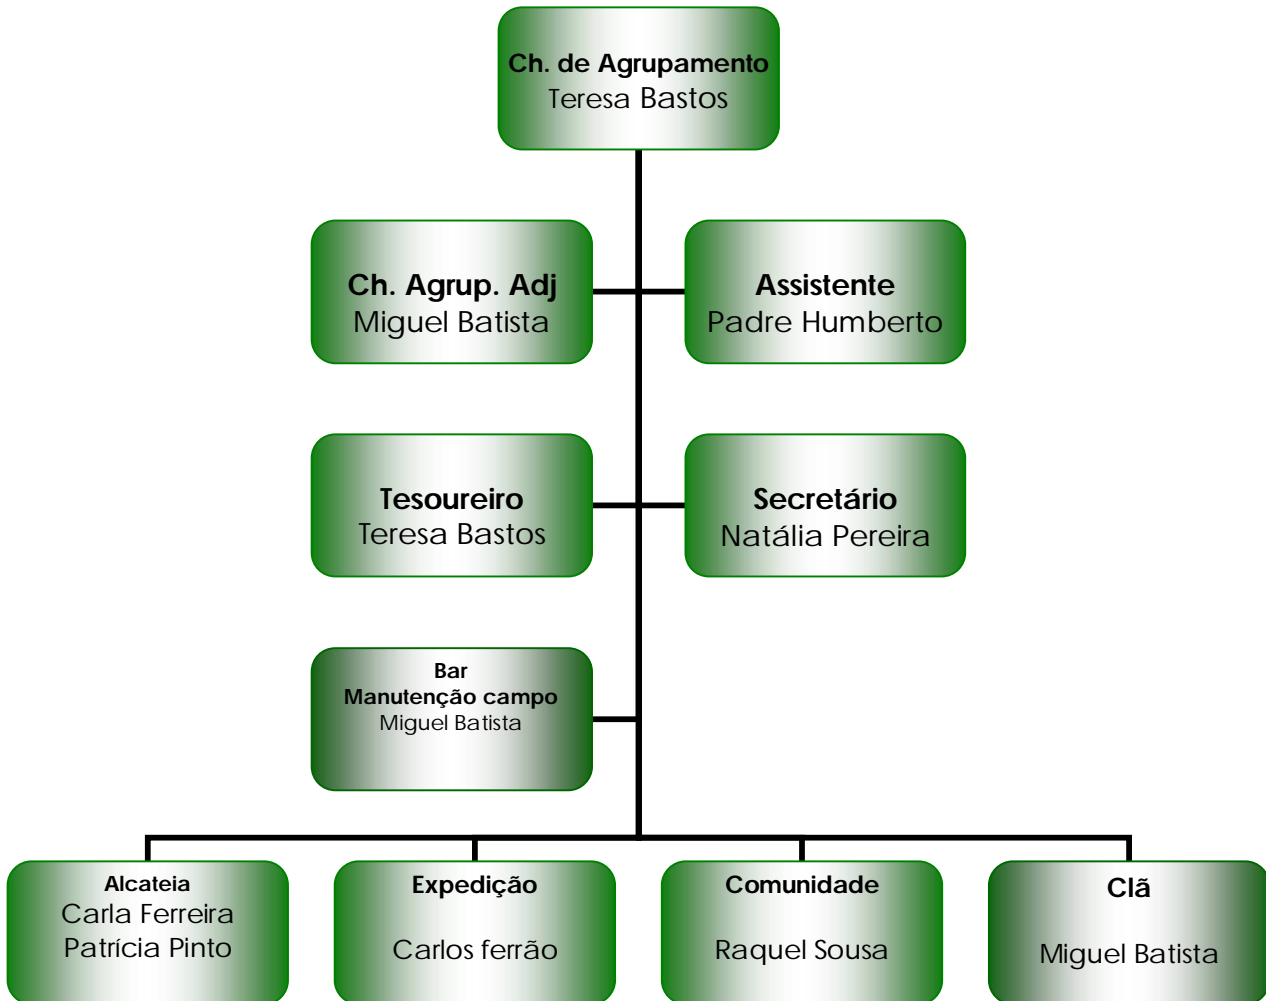 Ch. de Agrupamento
Teresa Bastos
Ch. Agrup. Adj
Miguel Batista
Assistente
Padre Humberto
Tesoureiro
Teresa Bastos
Secretário
Natália Pereira
Bar
Manutenção campo
Miguel Batista
Alcateia
Carla Ferreira
Patrícia Pinto
Expedição
Carlos ferrão
Comunidade
Raquel Sousa
Clã
Miguel Batista